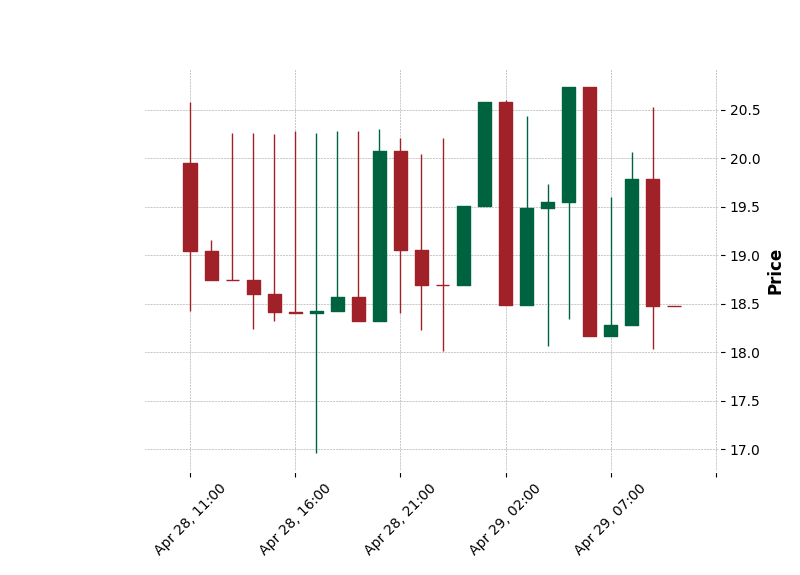 20.5
20.0
19.5
19.0
18.5
18.0
17.5
17.0
Price
Apr 28, 11:00
Apr 28, 16:00
Apr 28, 21:00
Apr 29, 02:00
Apr 29, 07:00